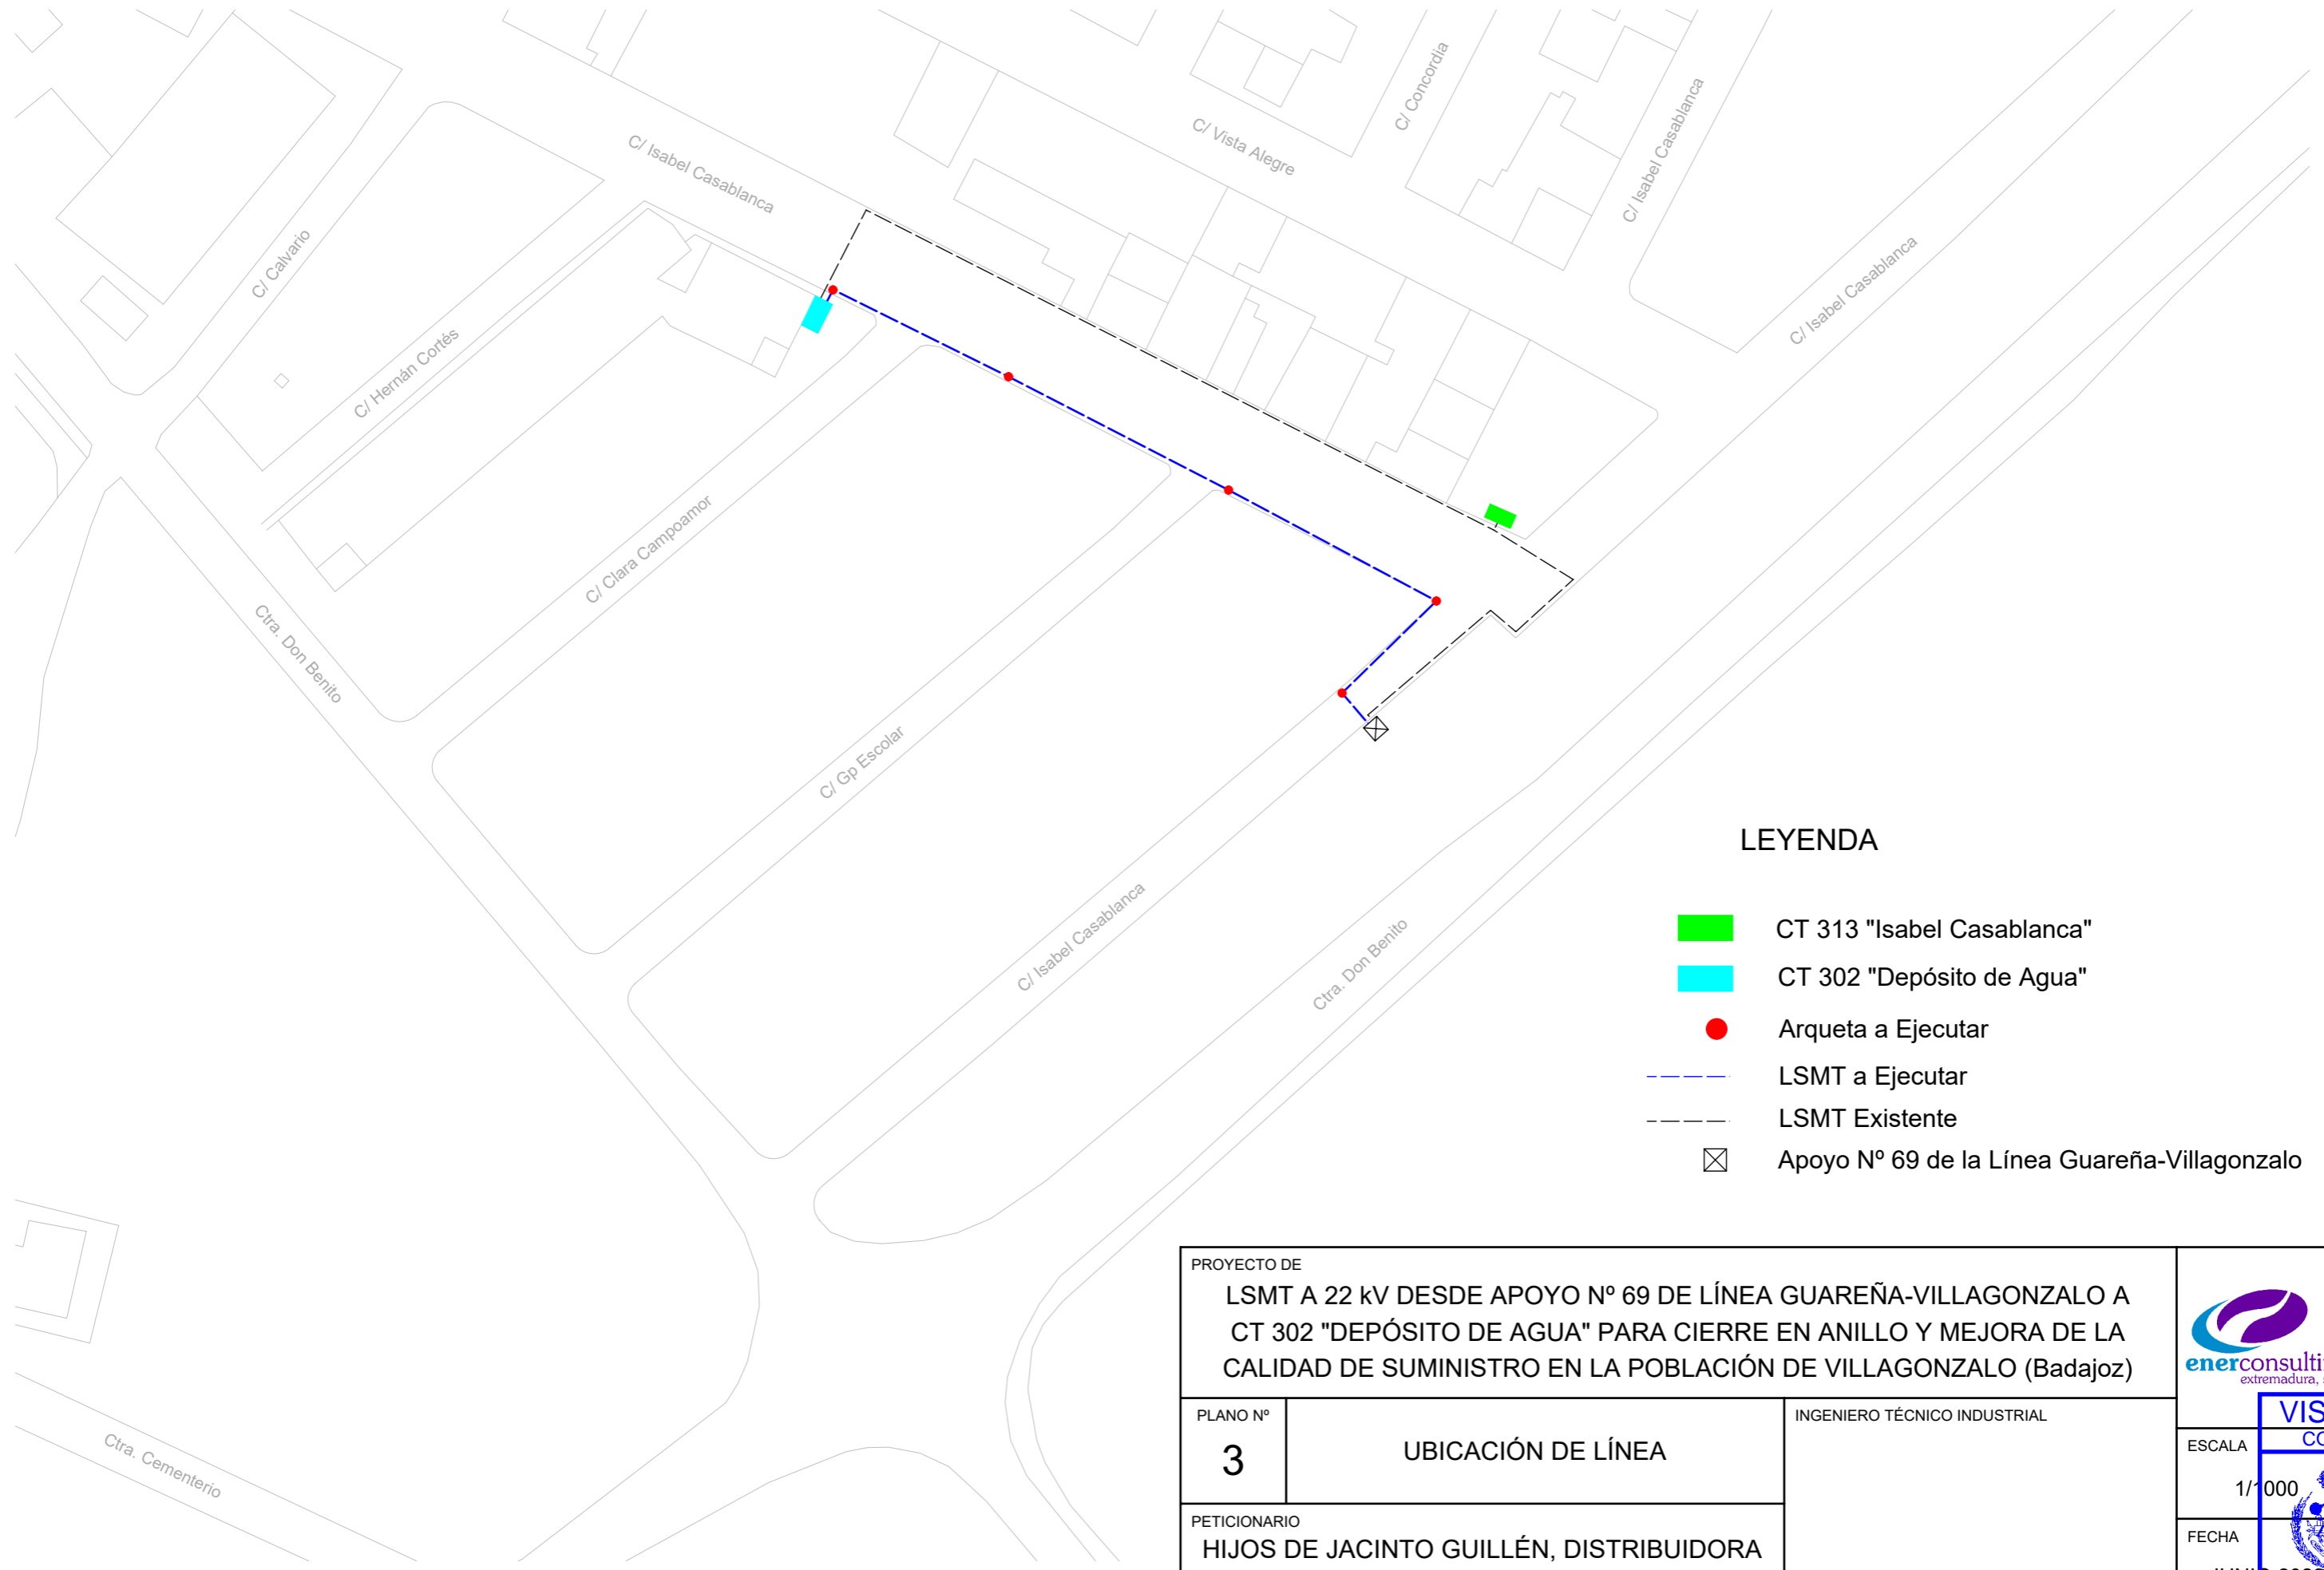 C/ Concordia
C/ Vista Alegre
C/ Isabel Casablanca
C/ Isabel Casablanca
C/ Calvario
C/ Isabel Casablanca
C/ Hernán Cortés
C/ Clara Campoamor
Ctra. Don Benito
C/ Gp Escolar
C/ Isabel Casablanca
Ctra. Don Benito
Ctra. Cementerio
LEYENDA
CT 313 "Isabel Casablanca"
CT 302 "Depósito de Agua"
Arqueta a Ejecutar
LSMT a Ejecutar
LSMT Existente
Apoyo Nº 69 de la Línea Guareña-Villagonzalo
PROYECTO DE
LSMT A 22 kV DESDE APOYO Nº 69 DE LÍNEA GUAREÑA-VILLAGONZALO A
CT 302 "DEPÓSITO DE AGUA" PARA CIERRE EN ANILLO Y MEJORA DE LA
CALIDAD DE SUMINISTRO EN LA POBLACIÓN DE VILLAGONZALO (Badajoz)
enerconsulti
extremadura,
PLANO Nº
3
UBICACIÓN DE LÍNEA
INGENIERO TÉCNICO INDUSTRIAL
VIS
CO
ESCALA
1/1000
FECHA
PETICIONARIO
HIJOS DE JACINTO GUILLÉN, DISTRIBUIDORA